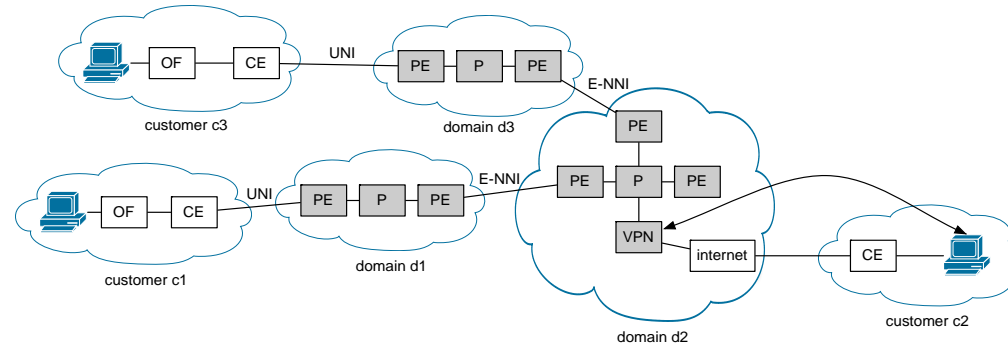 OF
CE
UNI
PE
P
PE
customer c3
domain d3
E-NNI
PE
OF
CE
UNI
PE
P
PE
E-NNI
PE
P
PE
customer c1
domain d1
VPN
internet
CE
domain d2
customer c2